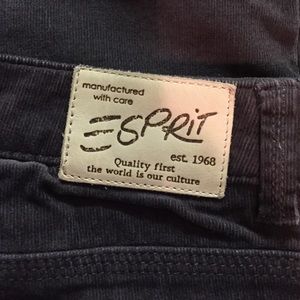 manufactured
with care
ESPRIT
est. 1968
Quality first
the world is our culture